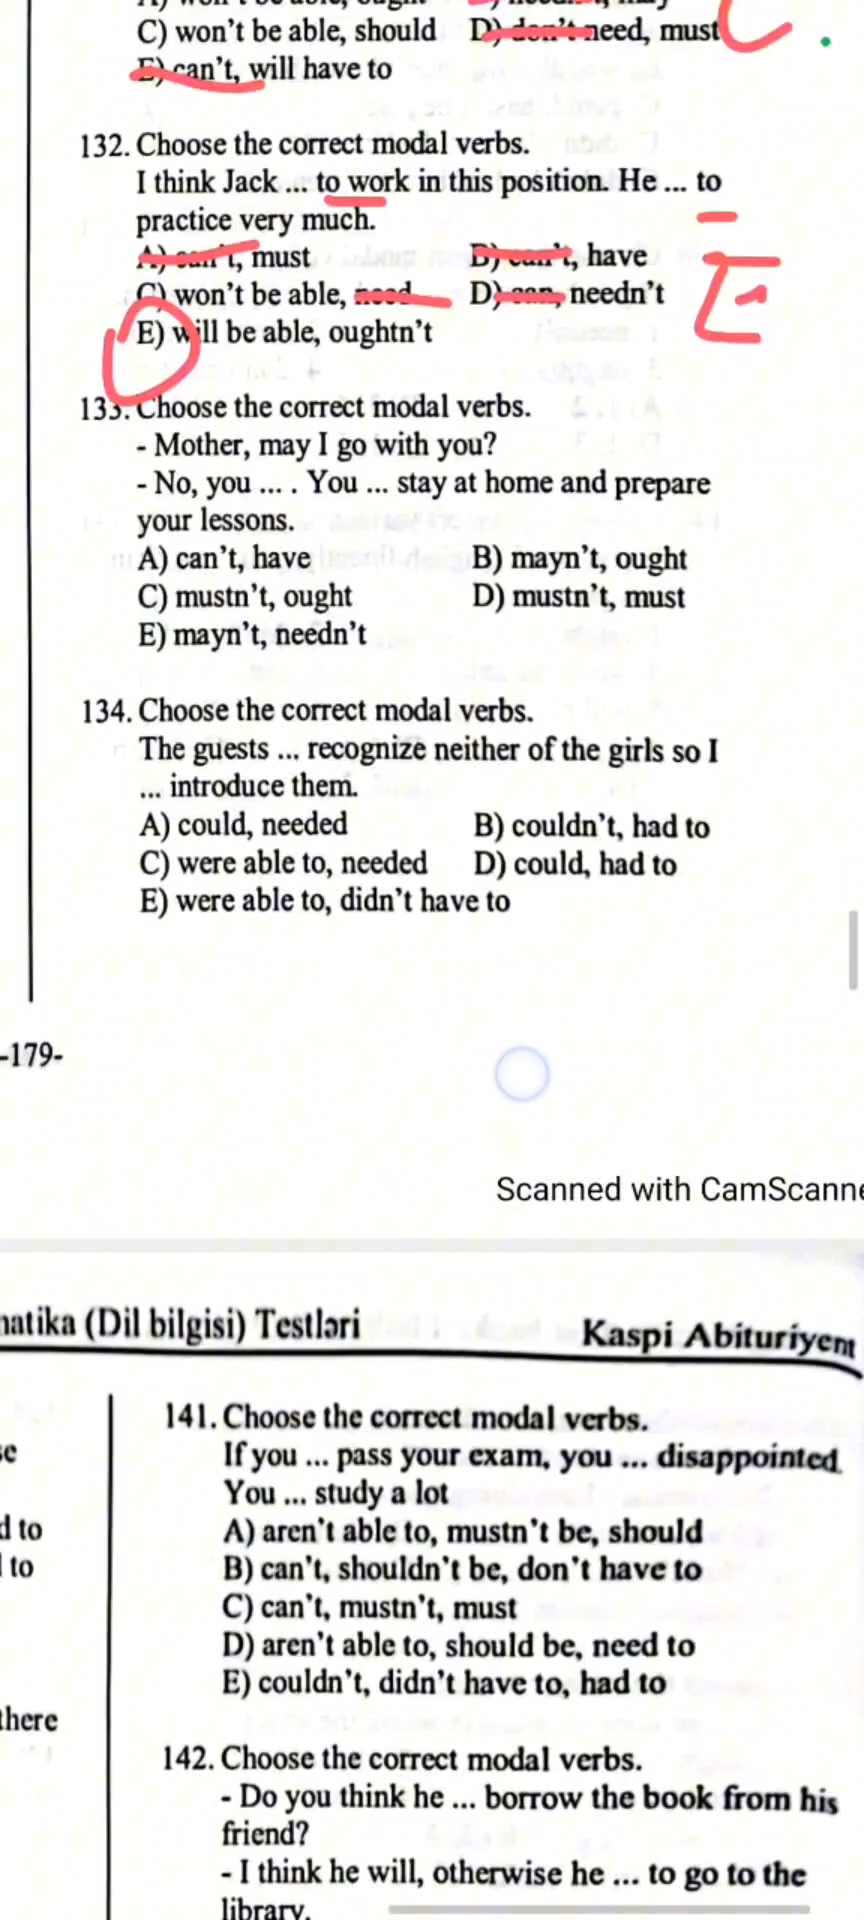 C) won't be able, should D) don't need, must
E) can't, will have to
132. Choose the correct modal verbs.
I think Jack ... to work in this position. He ... to
practice very much.
A) can't, must B) can't, have
C) won't be able, need D) can, needn't
E) will be able, oughtn't
133. Choose the correct modal verbs.
- Mother, may I go with you?
- No, you ... . You ... stay at home and prepare
your lessons.
A) can't, have B) mayn't, ought
C) mustn't, ought D) mustn't, must
E) mayn't, needn't
134. Choose the correct modal verbs.
The guests ... recognize neither of the girls so I
... introduce them.
A) could, needed B) couldn't, had to
C) were able to, needed D) could, had to
E) were able to, didn't have to
-179-
Scanned with CamScanne
matika (Dil bilgisi) Testləri Kaspi Abituriyent
d to
to
there
141. Choose the correct modal verbs.
If you ... pass your exam, you ... disappointed.
You ... study a lot
A) aren't able to, mustn't be, should
B) can't, shouldn't be, don't have to
C) can't, mustn't, must
D) aren't able to, should be, need to
E) couldn't, didn't have to, had to
142. Choose the correct modal verbs.
- Do you think he ... borrow the book from his
friend?
- I think he will, otherwise he ... to go to the
library.